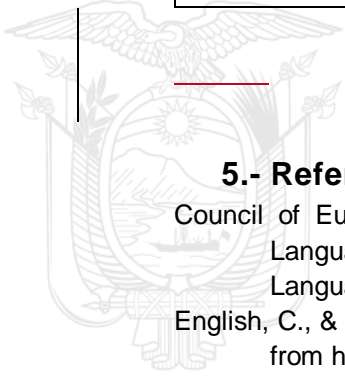 5.- Refe
Council of Eu
Langu
Langu
English, C., &
from h